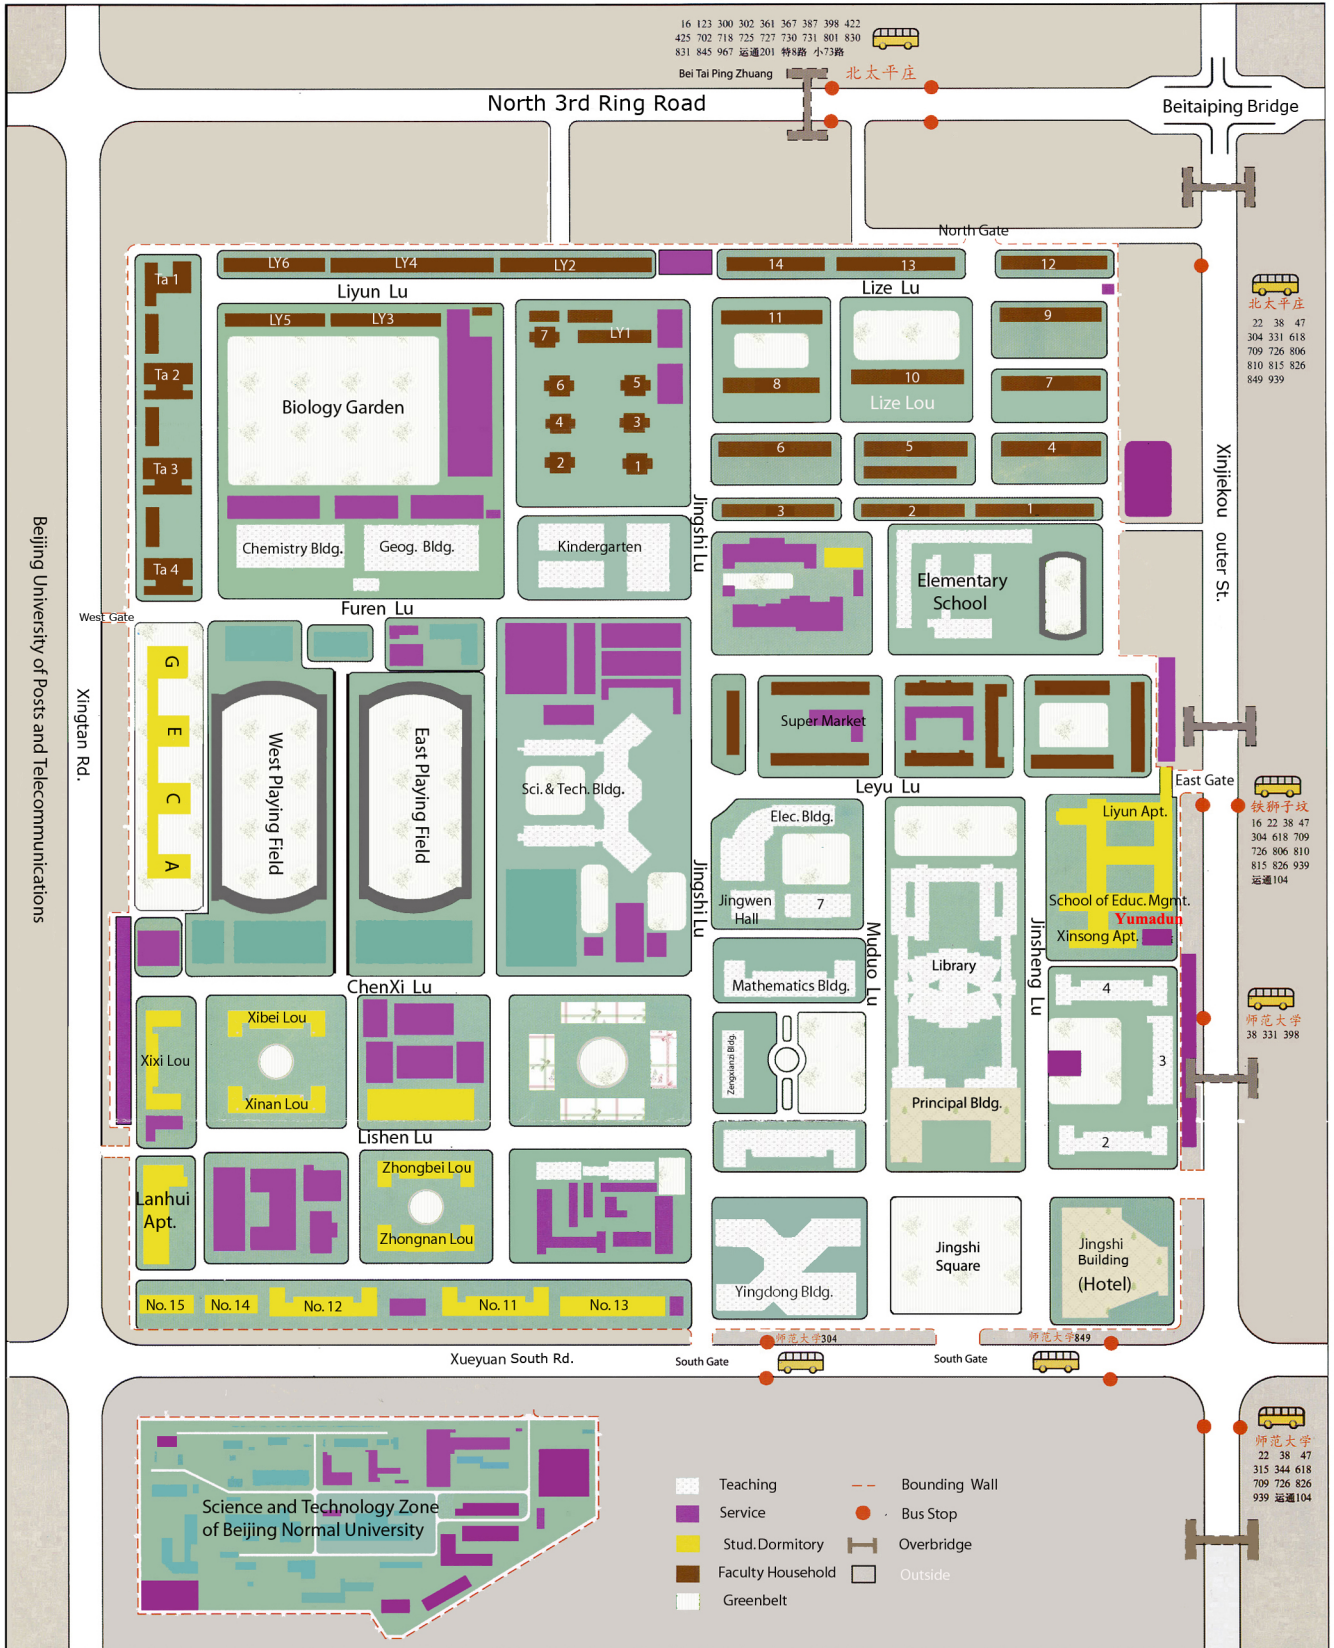 16 123 300 302 361 367 387 398 422
425 702 718 725 727 730 731 801 830
831 845 967 运通201 特8路 小73路
Bei Tai Ping Zhuang
北太平庄
North 3rd Ring Road
Beitaiping Bridge
North Gate
Ta 1
LY6
LY4
LY2
14
13
12
Liyun Lu
Lize Lu
北太平庄
22 38 47
304 331 618
709 726 806
810 815 826
849 939
LY5
LY3
7
LY1
11
9
Ta 2
Biology Garden
6
5
8
10
7
Lize Lou
4
3
Ta 3
2
1
6
5
4
Xinjiekou outer St.
3
2
1
Jingshi Lu
Beijing University of Posts and Telecommunications
Chemistry Bldg.
Geog. Bldg.
Kindergarten
Ta 4
Elementary
School
Furen Lu
West Gate
G
E
C
A
Xingtan Rd.
West Playing Field
East Playing Field
Sci. & Tech. Bldg.
Super Market
Leyu Lu
East Gate
铁狮子坟
16 22 38 47
304 618 709
726 806 810
815 826 939
运通104
Elec. Bldg.
Liyun Apt.
Jingshi Lu
Jingwen
Hall
7
School of Educ. Mgmt.
Yumadun
Xinsong Apt.
Muduo Lu
Jinsheng Lu
Library
Mathematics Bldg.
ChenXi Lu
4
师范大学
38 331 398
Xibei Lou
Xixi Lou
Xinan Lou
Zengxianzi Bldg.
3
Principal Bldg.
Lishen Lu
2
Zhongbei Lou
Lanhui
Apt.
Zhongnan Lou
Jingshi
Square
Jingshi
Building
(Hotel)
Yingdong Bldg.
No. 15
No. 14
No. 12
No. 11
No. 13
师范大学304
师范大学849
Xueyuan South Rd.
South Gate
South Gate
师范大学
22 38 47
315 344 618
709 726 826
939 运通104
Science and Technology Zone
of Beijing Normal University
Teaching
Service
Stud. Dormitory
Faculty Household
Greenbelt
Bounding Wall
Bus Stop
Overbridge
Outside